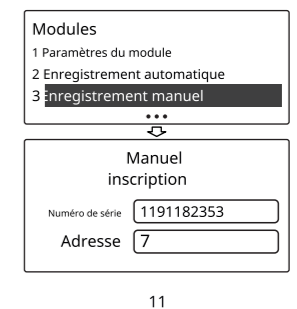 Modules
1 Paramètres du module
2 Enregistrement automatique
3 Enregistrement manuel
•••
Manuel
inscription
Numéro de série 1191182353
Adresse 7
11